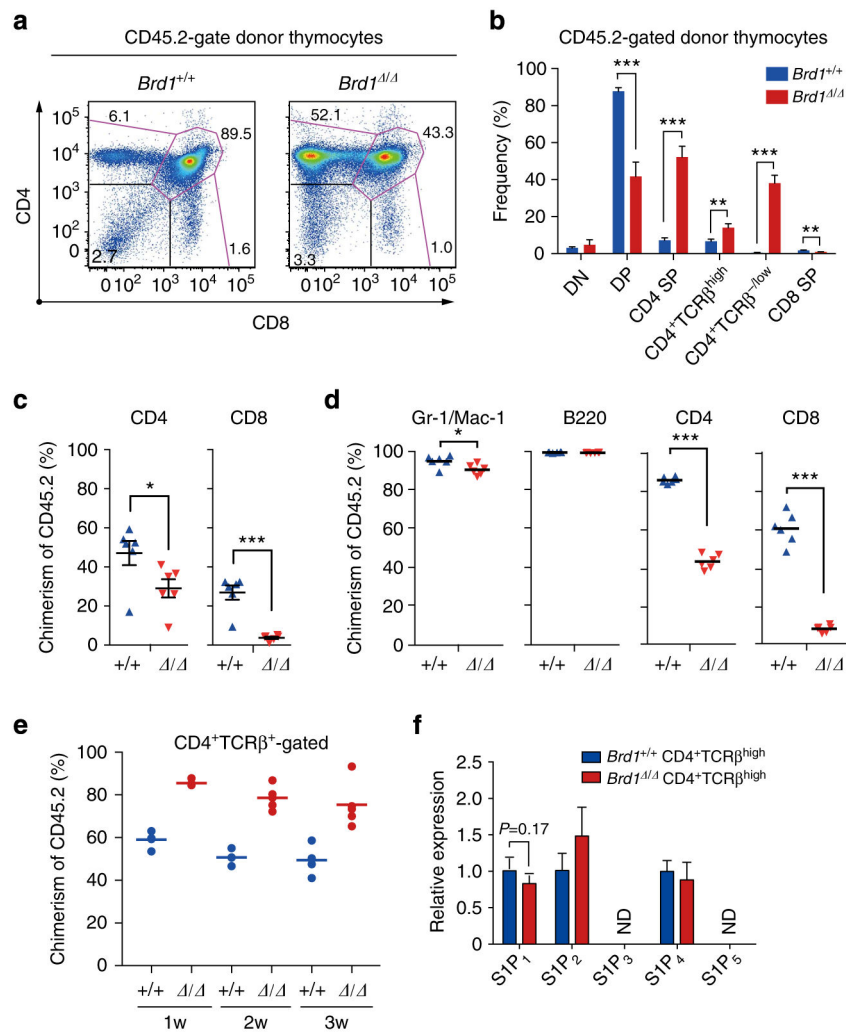 a
CD45.2-gate donor thymocytes
Brd1+/+
Brd1Δ/Δ
10⁵
10⁴
10³
10²
0
6.1
89.5
2.7
1.6
52.1
43.3
3.3
1.0
0 10² 10³ 10⁴ 10⁵
0 10² 10³ 10⁴ 10⁵
CD4
CD8
b
CD45.2-gated donor thymocytes
Brd1+/+
Brd1Δ/Δ
Frequency (%)
100
80
60
40
20
0
***
***
**
***
**
DN
DP
CD4 SP
CD4+TCRβhigh
CD4+TCRβ−/low
CD8 SP
c
CD4
CD8
Chimerism of CD45.2 (%)
100
80
60
40
20
0
*
***
+/+ Δ/Δ
+/+ Δ/Δ
d
Gr-1/Mac-1
B220
CD4
CD8
Chimerism of CD45.2 (%)
100
80
60
40
20
0
*
***
***
+/+ Δ/Δ
+/+ Δ/Δ
+/+ Δ/Δ
+/+ Δ/Δ
e
CD4+TCRβ+-gated
Chimerism of CD45.2 (%)
100
80
60
40
20
0
+/+ Δ/Δ +/+ Δ/Δ +/+ Δ/Δ
1w 2w 3w
f
Brd1+/+ CD4+TCRβhigh
Brd1Δ/Δ CD4+TCRβhigh
Relative expression
2.5
2.0
1.5
1.0
0.5
0
P=0.17
ND
ND
S1P₁
S1P₂
S1P₃
S1P₄
S1P₅